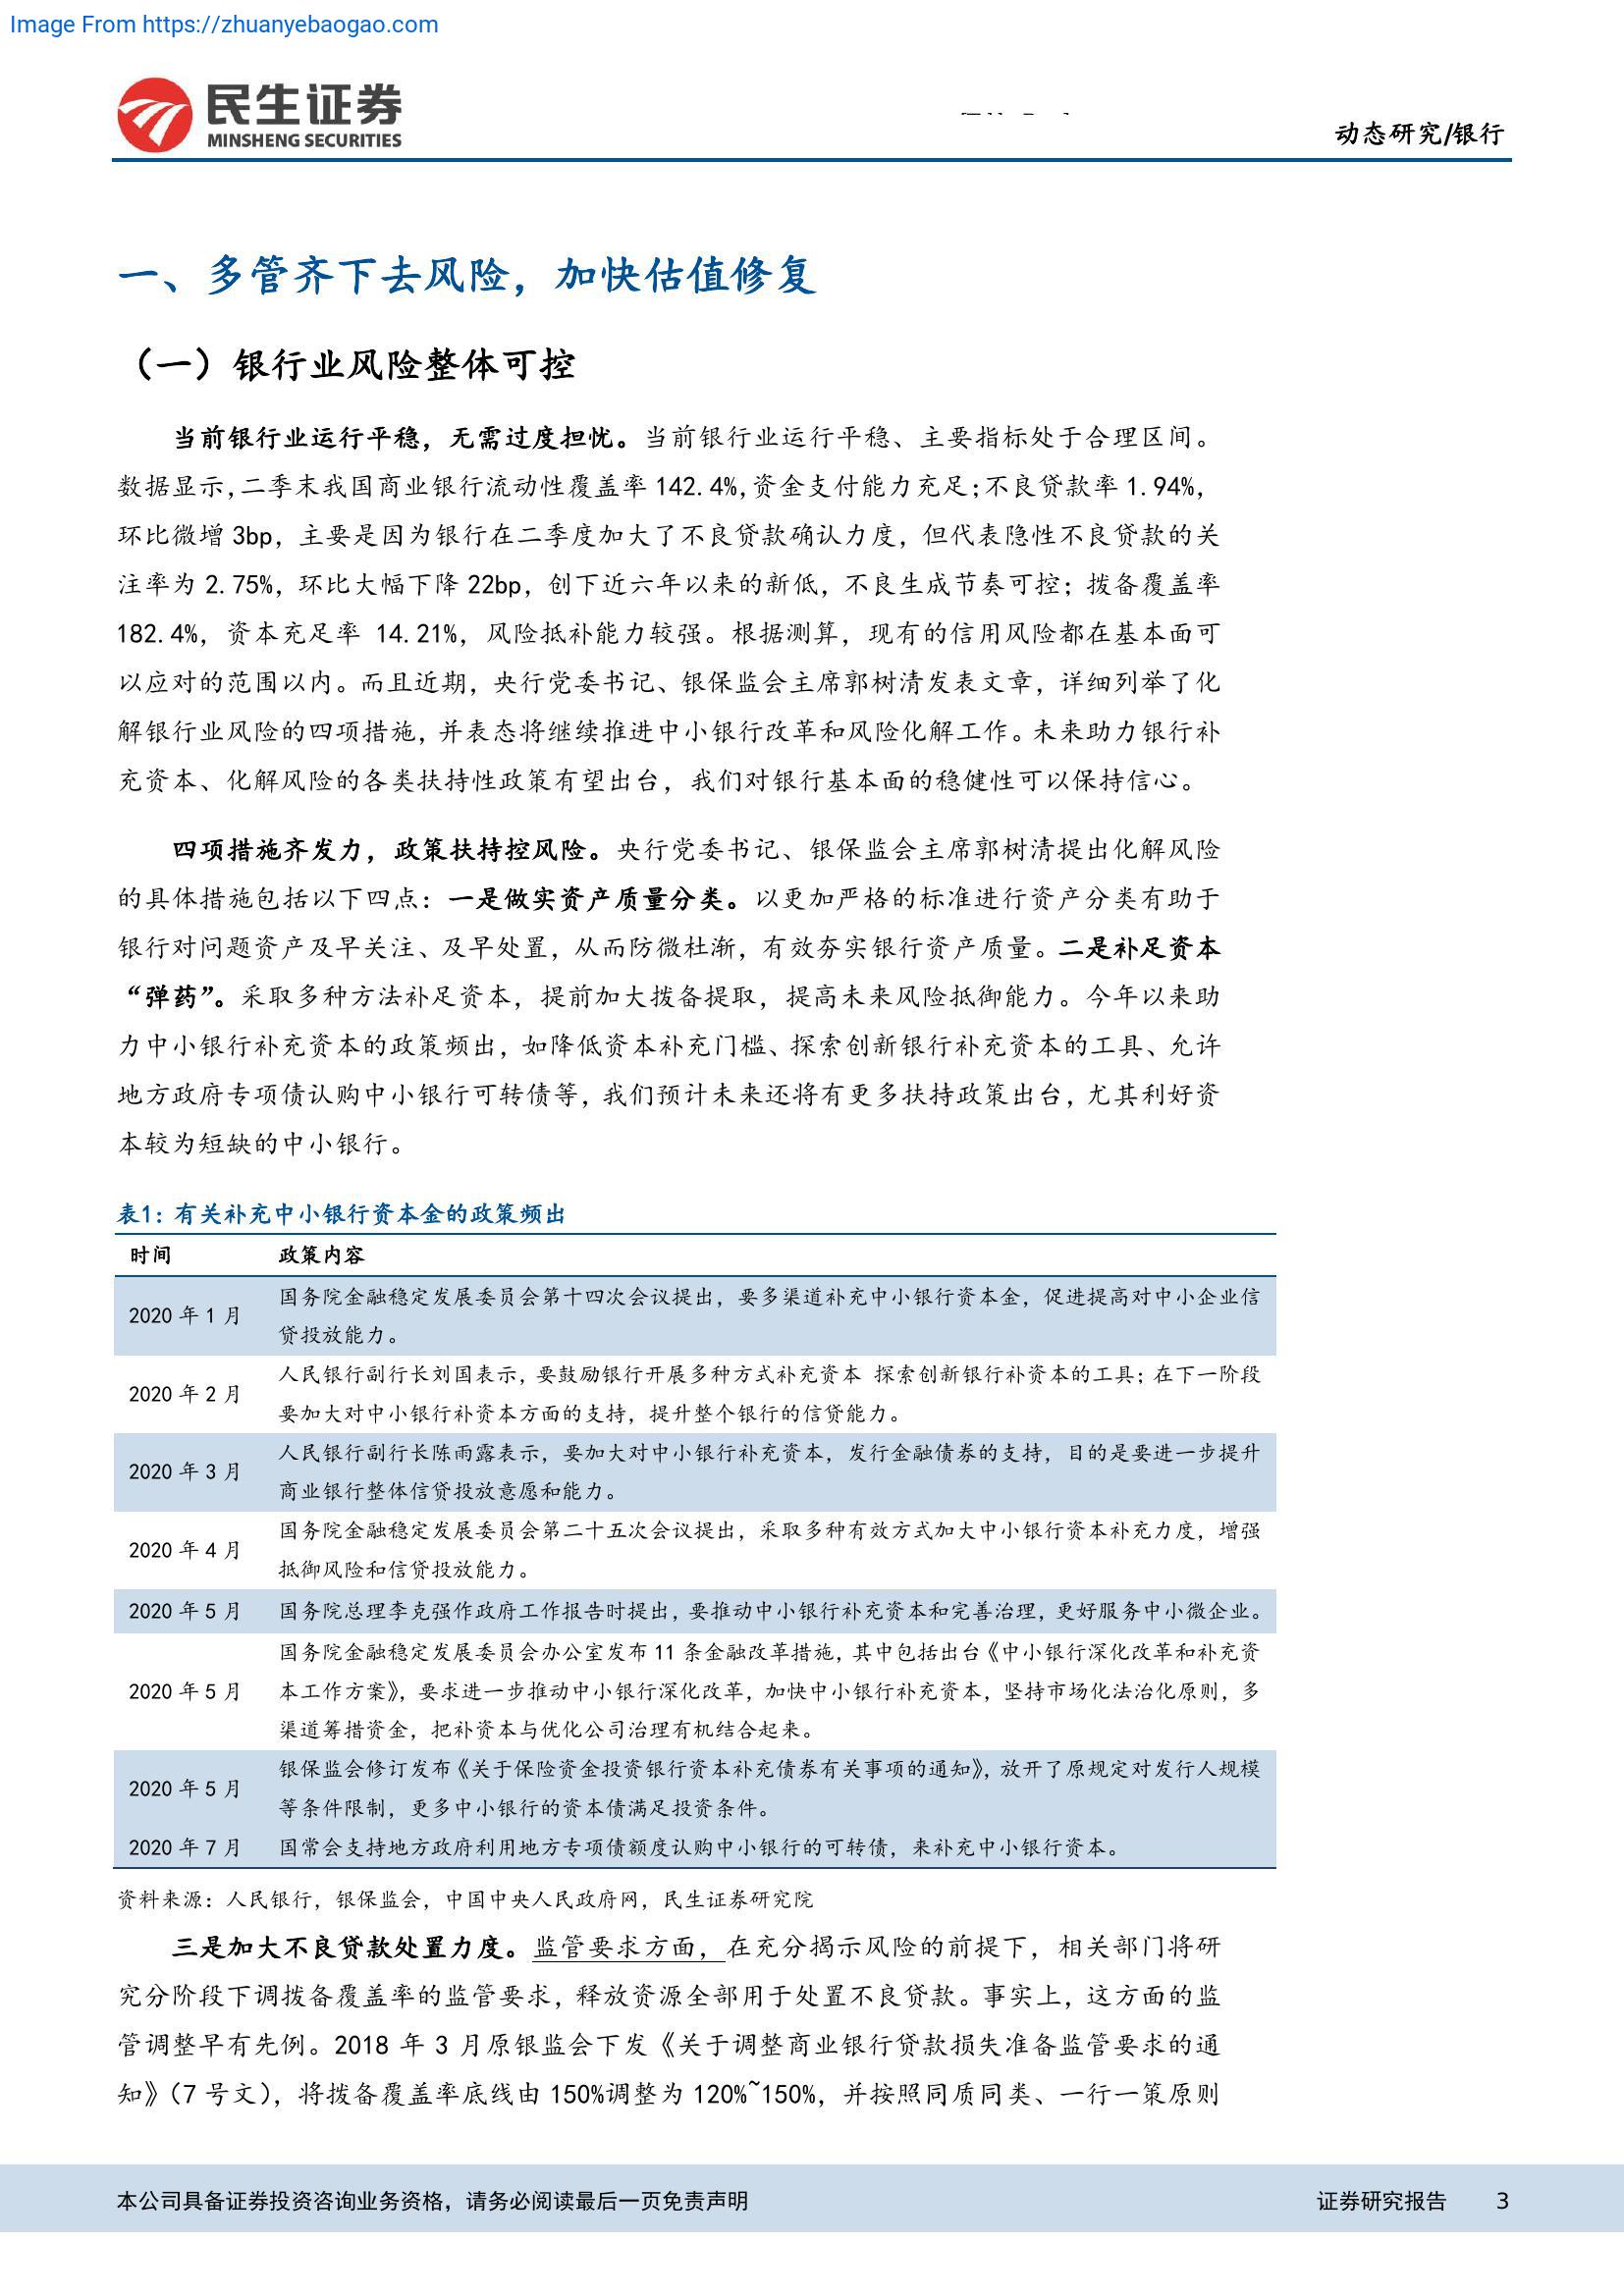 Image From https://zhuanyebaogao.com
民生证券
MINSHENG SECURITIES
动态研究/银行
一、多管齐下去风险，加快估值修复
（一）银行业风险整体可控
当前银行业运行平稳，无需过度担忧。当前银行业运行平稳、主要指标处于合理区间。
数据显示,二季末我国商业银行流动性覆盖率 142.4%,资金支付能力充足;不良贷款率 1.94%,
环比微增 3bp，主要是因为银行在二季度加大了不良贷款确认力度，但代表隐性不良贷款的关
注率为 2.75%，环比大幅下降 22bp，创下近六年以来的新低，不良生成节奏可控；拨备覆盖率
182.4%，资本充足率 14.21%，风险抵补能力较强。根据测算，现有的信用风险都在基本面可
以应对的范围以内。而且近期，央行党委书记、银保监会主席郭树清发表文章，详细列举了化
解银行业风险的四项措施，并表态将继续推进中小银行改革和风险化解工作。未来助力银行补
充资本、化解风险的各类扶持性政策有望出台，我们对银行基本面的稳健性可以保持信心。
四项措施齐发力，政策扶持控风险。央行党委书记、银保监会主席郭树清提出化解风险
的具体措施包括以下四点：一是做实资产质量分类。以更加严格的标准进行资产分类有助于
银行对问题资产及早关注、及早处置，从而防微杜渐，有效夯实银行资产质量。二是补足资本
“弹药”。采取多种方法补足资本，提前加大拨备提取，提高未来风险抵御能力。今年以来助
力中小银行补充资本的政策频出，如降低资本补充门槛、探索创新银行补充资本的工具、允许
地方政府专项债认购中小银行可转债等，我们预计未来还将有更多扶持政策出台，尤其利好资
本较为短缺的中小银行。
表1：有关补充中小银行资本金的政策频出
时间 政策内容
2020 年 1 月 国务院金融稳定发展委员会第十四次会议提出，要多渠道补充中小银行资本金，促进提高对中小企业信
贷投放能力。
2020 年 2 月 人民银行副行长刘国表示，要鼓励银行开展多种方式补充资本 探索创新银行补资本的工具；在下一阶段
要加大对中小银行补资本方面的支持，提升整个银行的信贷能力。
2020 年 3 月 人民银行副行长陈雨露表示，要加大对中小银行补充资本，发行金融债券的支持，目的是要进一步提升
商业银行整体信贷投放意愿和能力。
2020 年 4 月 国务院金融稳定发展委员会第二十五次会议提出，采取多种有效方式加大中小银行资本补充力度，增强
抵御风险和信贷投放能力。
2020 年 5 月 国务院总理李克强作政府工作报告时提出，要推动中小银行补充资本和完善治理，更好服务中小微企业。
2020 年 5 月 国务院金融稳定发展委员会办公室发布 11 条金融改革措施，其中包括出台《中小银行深化改革和补充资
本工作方案》，要求进一步推动中小银行深化改革，加快中小银行补充资本，坚持市场化法治化原则，多
渠道筹措资金，把补资本与优化公司治理有机结合起来。
2020 年 5 月 银保监会修订发布《关于保险资金投资银行资本补充债券有关事项的通知》，放开了原规定对发行人规模
等条件限制，更多中小银行的资本债满足投资条件。
2020 年 7 月 国常会支持地方政府利用地方专项债额度认购中小银行的可转债，来补充中小银行资本。
资料来源：人民银行，银保监会，中国中央人民政府网，民生证券研究院
三是加大不良贷款处置力度。监管要求方面，在充分揭示风险的前提下，相关部门将研
究分阶段下调拨备覆盖率的监管要求，释放资源全部用于处置不良贷款。事实上，这方面的监
管调整早有先例。2018 年 3 月原银监会下发《关于调整商业银行贷款损失准备监管要求的通
知》（7 号文），将拨备覆盖率底线由 150%调整为 120%~150%，并按照同质同类、一行一策原则
本公司具备证券投资咨询业务资格，请务必阅读最后一页免责声明 证券研究报告 3